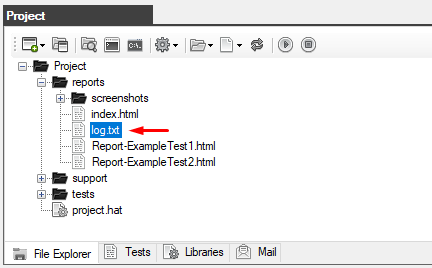 Project
C:\.
Project
reports
screenshots
index.html
log.txt
Report-ExampleTest1.html
Report-ExampleTest2.html
support
tests
project.hat
File Explorer
Tests
Libraries
Mail